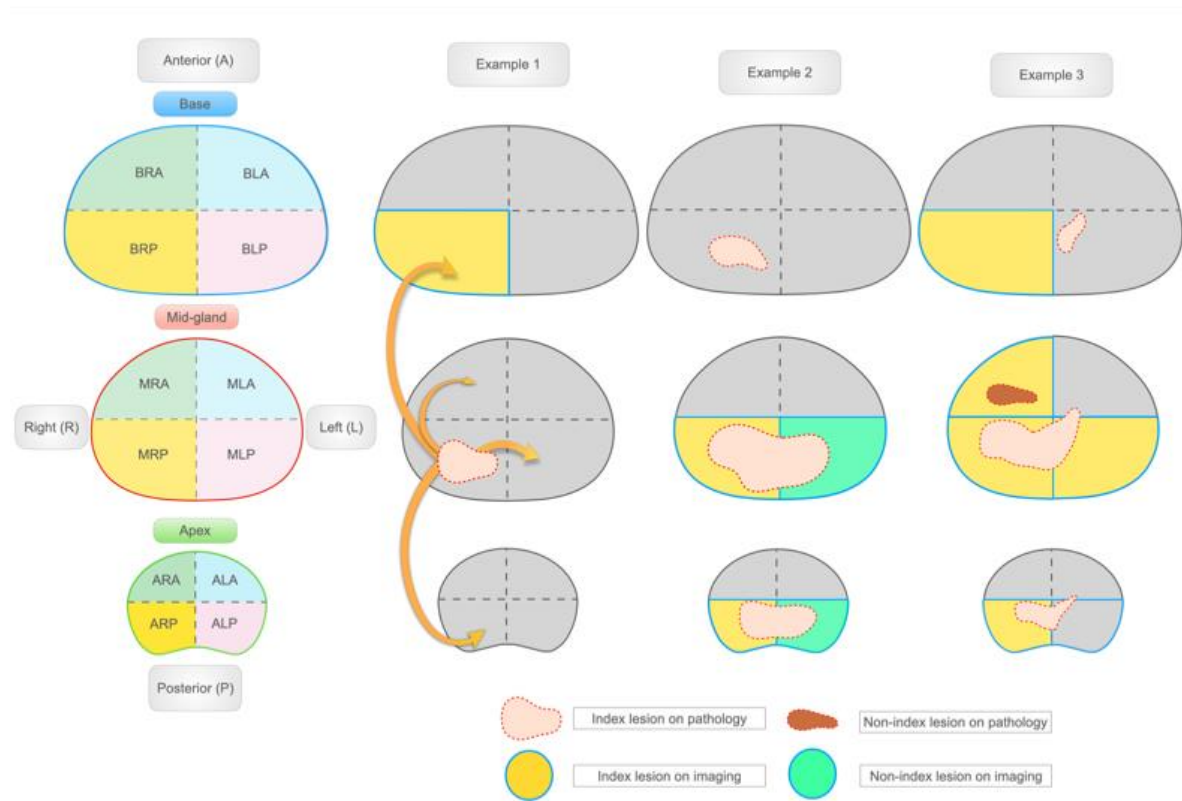 Anterior (A)
Example 1
Example 2
Example 3
Base
BRA
BLA
BRP
BLP
Mid-gland
MRA
MLA
Right (R)
Left (L)
MRP
MLP
Apex
ARA
ALA
ARP
ALP
Posterior (P)
Index lesion on pathology
Non-index lesion on pathology
Index lesion on imaging
Non-index lesion on imaging